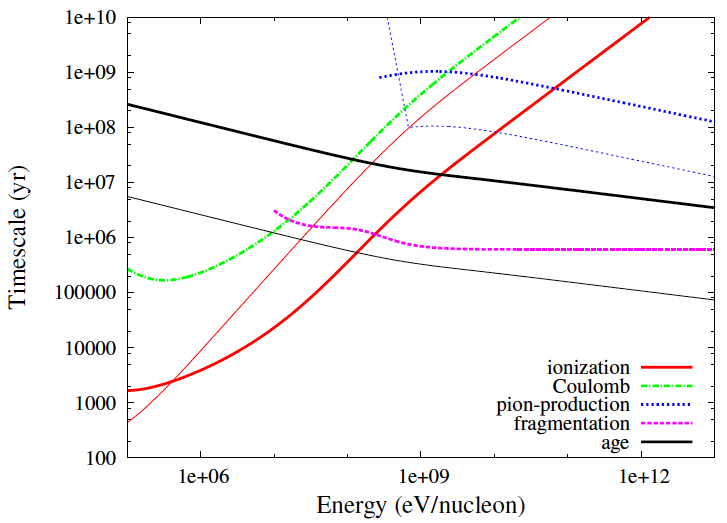 1e+10
1e+09
1e+08
1e+07
1e+06
100000
10000
1000
100
Timescale (yr)
ionization
Coulomb
pion-production
fragmentation
age
1e+06 1e+09 1e+12
Energy (eV/nucleon)